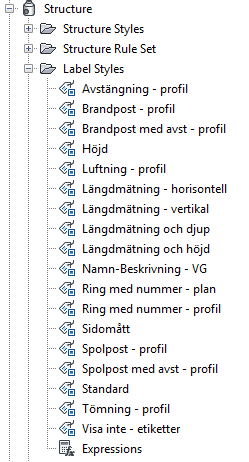 Structure
Structure Styles
Structure Rule Set
Label Styles
Avstängning - profil
Brandpost - profil
Brandpost med avst - profil
Höjd
Luftning - profil
Längdmätning - horisontell
Längdmätning - vertikal
Längdmätning och djup
Längdmätning och höjd
Namn-Beskrivning - VG
Ring med nummer - plan
Ring med nummer - profil
Sidomått
Spolpost - profil
Spolpost med avst - profil
Standard
Tömning - profil
Visa inte - etiketter
Expressions